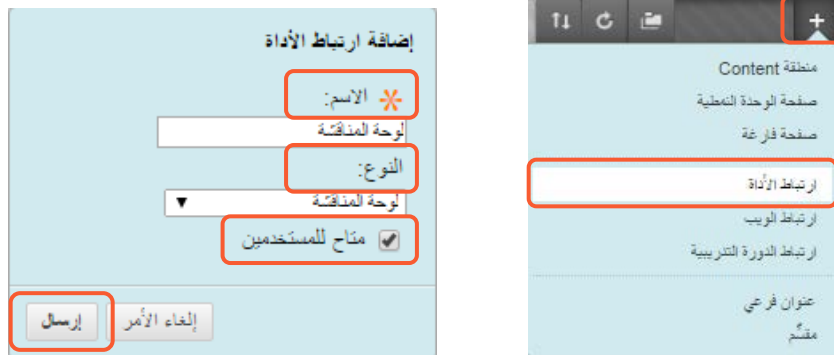 منطقة Content
صفحة الوحدة النمطية
صفحة فارغة
ارتباط الأداة
ارتباط الويب
ارتباط الدورة التدريبية
عنوان فرعي
مقسِّم
إضافة ارتباط الأداة
الاسم:
لوحة المناقشة
النوع:
لوحة المناقشة
متاح للمستخدمين
إلغاء الأمر
إرسال